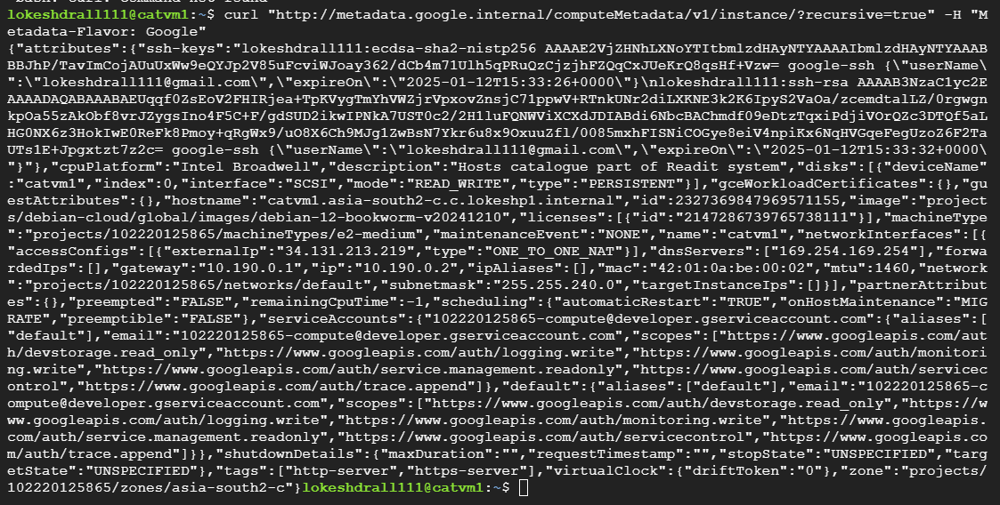 lokeshdrall111@catvm1:~$ curl "http://metadata.google.internal/computeMetadata/v1/instance/?recursive=true" -H "M
etadata-Flavor: Google"
{"attributes":{"ssh-keys":"lokeshdrall111:ecdsa-sha2-nistp256 AAAAE2VjZHNhLXNoYTItbmlzdHAyNTYAAAAIbmlzdHAyNTYAAAB
BBJhP/TavImCojAUuUxWw9eQYJp2V85uFcviWJoay362/dCb4m71Ulh5qPRuQzCjzjhFZQqCxJUeKrQ8qsHf+Vzw= google-ssh {\"userName\
":\"lokeshdrall111@gmail.com\",\"expireOn\":\"2025-01-12T15:33:26+0000\"}\nlokeshdrall111:ssh-rsa AAAAB3NzaC1yc2E
AAAADAQABAAABAEUqqf0ZsEoV2FHIRjea+TpKVygTmYhVWZjrVpxovZnsjC71ppwV+RTnkUNr2diLXKNE3k2K6IpyS2VaOa/zcemdtalLZ/0rgwgn
kpOa55zAkObf8vrJZygsIno4F5C+F/gdSUD2ikwIPNkA7UST0c2/2H1luFQNWViXCXdJDIABdi6NbcBAChmdf09eDtzTqxiPdjiVOrQZc3DTQf5aL
HG0NX6z3HokIwE0ReFk8Pmoy+qRgWx9/uO8X6Ch9MJg1ZwBsN7Ykr6u8x9OxuuZfl/0085mxhFISNiCOGye8eiV4npiKx6NqHVGqeFegUzoZ6F2Ta
UTs1E+Jpgxtzt7z2c= google-ssh {\"userName\":\"lokeshdrall111@gmail.com\",\"expireOn\":\"2025-01-12T15:33:32+0000\
"}"},"cpuPlatform":"Intel Broadwell","description":"Hosts catalogue part of Readit system","disks":[{"deviceName"
:"catvm1","index":0,"interface":"SCSI","mode":"READ_WRITE","type":"PERSISTENT"}],"gceWorkloadCertificates":{},"gu
estAttributes":{},"hostname":"catvm1.asia-south2-c.c.lokeshp1.internal","id":2327369847969571155,"image":"project
s/debian-cloud/global/images/debian-12-bookworm-v20241210","licenses":[{"id":"2147286739765738111"}],"machineType
":"projects/102220125865/machineTypes/e2-medium","maintenanceEvent":"NONE","name":"catvm1","networkInterfaces":[{
"accessConfigs":[{"externalIp":"34.131.213.219","type":"ONE_TO_ONE_NAT"}],"dnsServers":["169.254.169.254"],"forwa
rdedIps":[],"gateway":"10.190.0.1","ip":"10.190.0.2","ipAliases":[],"mac":"42:01:0a:be:00:02","mtu":1460,"network
":"projects/102220125865/networks/default","subnetmask":"255.255.240.0","targetInstanceIps":[]}],"partnerAttribut
es":{},"preempted":"FALSE","remainingCpuTime":-1,"scheduling":{"automaticRestart":"TRUE","onHostMaintenance":"MIG
RATE","preemptible":"FALSE"},"serviceAccounts":{"102220125865-compute@developer.gserviceaccount.com":{"aliases":[
"default"],"email":"102220125865-compute@developer.gserviceaccount.com","scopes":["https://www.googleapis.com/aut
h/devstorage.read_only","https://www.googleapis.com/auth/logging.write","https://www.googleapis.com/auth/monitori
ng.write","https://www.googleapis.com/auth/service.management.readonly","https://www.googleapis.com/auth/servicec
ontrol","https://www.googleapis.com/auth/trace.append"]},"default":{"aliases":["default"],"email":"102220125865-c
ompute@developer.gserviceaccount.com","scopes":["https://www.googleapis.com/auth/devstorage.read_only","https://w
ww.googleapis.com/auth/logging.write","https://www.googleapis.com/auth/monitoring.write","https://www.googleapis.
com/auth/service.management.readonly","https://www.googleapis.com/auth/servicecontrol","https://www.googleapis.co
m/auth/trace.append"]}},"shutdownDetails":{"maxDuration":"","requestTimestamp":"","stopState":"UNSPECIFIED","targ
etState":"UNSPECIFIED"},"tags":["http-server","https-server"],"virtualClock":{"driftToken":"0"},"zone":"projects/
102220125865/zones/asia-south2-c"}lokeshdrall111@catvm1:~$